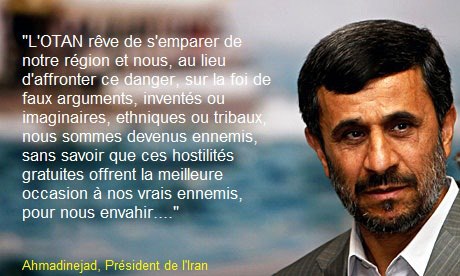 "L'OTAN rêve de s'emparer de
notre région et nous, au lieu
d'affronter ce danger, sur la foi de
faux arguments, inventés ou
imaginaires, ethniques ou tribaux,
nous sommes devenus ennemis,
sans savoir que ces hostilités
gratuites offrent la meilleure
occasion à nos vrais ennemis,
pour nous envahir...."
Ahmadinejad, Président de l'Iran